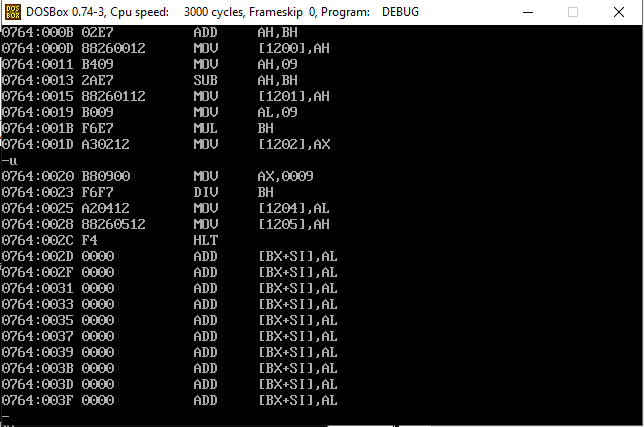 DOSBox 0.74-3, Cpu speed: 3000 cycles, Frameskip 0, Program: DEBUG
0764:000B 02E7 ADD AH,BH
0764:000D 88260012 MOV [1200],AH
0764:0011 B409 MOV AH,09
0764:0013 2AE7 SUB AH,BH
0764:0015 88260112 MOV [1201],AH
0764:0019 B009 MOV AL,09
0764:001B F6E7 MUL BH
0764:001D A30212 MOV [1202],AX
-u
0764:0020 B80900 MOV AX,0009
0764:0023 F6F7 DIV BH
0764:0025 A20412 MOV [1204],AL
0764:0028 88260512 MOV [1205],AH
0764:002C F4 HLT
0764:002D 0000 ADD [BX+SI],AL
0764:002F 0000 ADD [BX+SI],AL
0764:0031 0000 ADD [BX+SI],AL
0764:0033 0000 ADD [BX+SI],AL
0764:0035 0000 ADD [BX+SI],AL
0764:0037 0000 ADD [BX+SI],AL
0764:0039 0000 ADD [BX+SI],AL
0764:003B 0000 ADD [BX+SI],AL
0764:003D 0000 ADD [BX+SI],AL
0764:003F 0000 ADD [BX+SI],AL
-